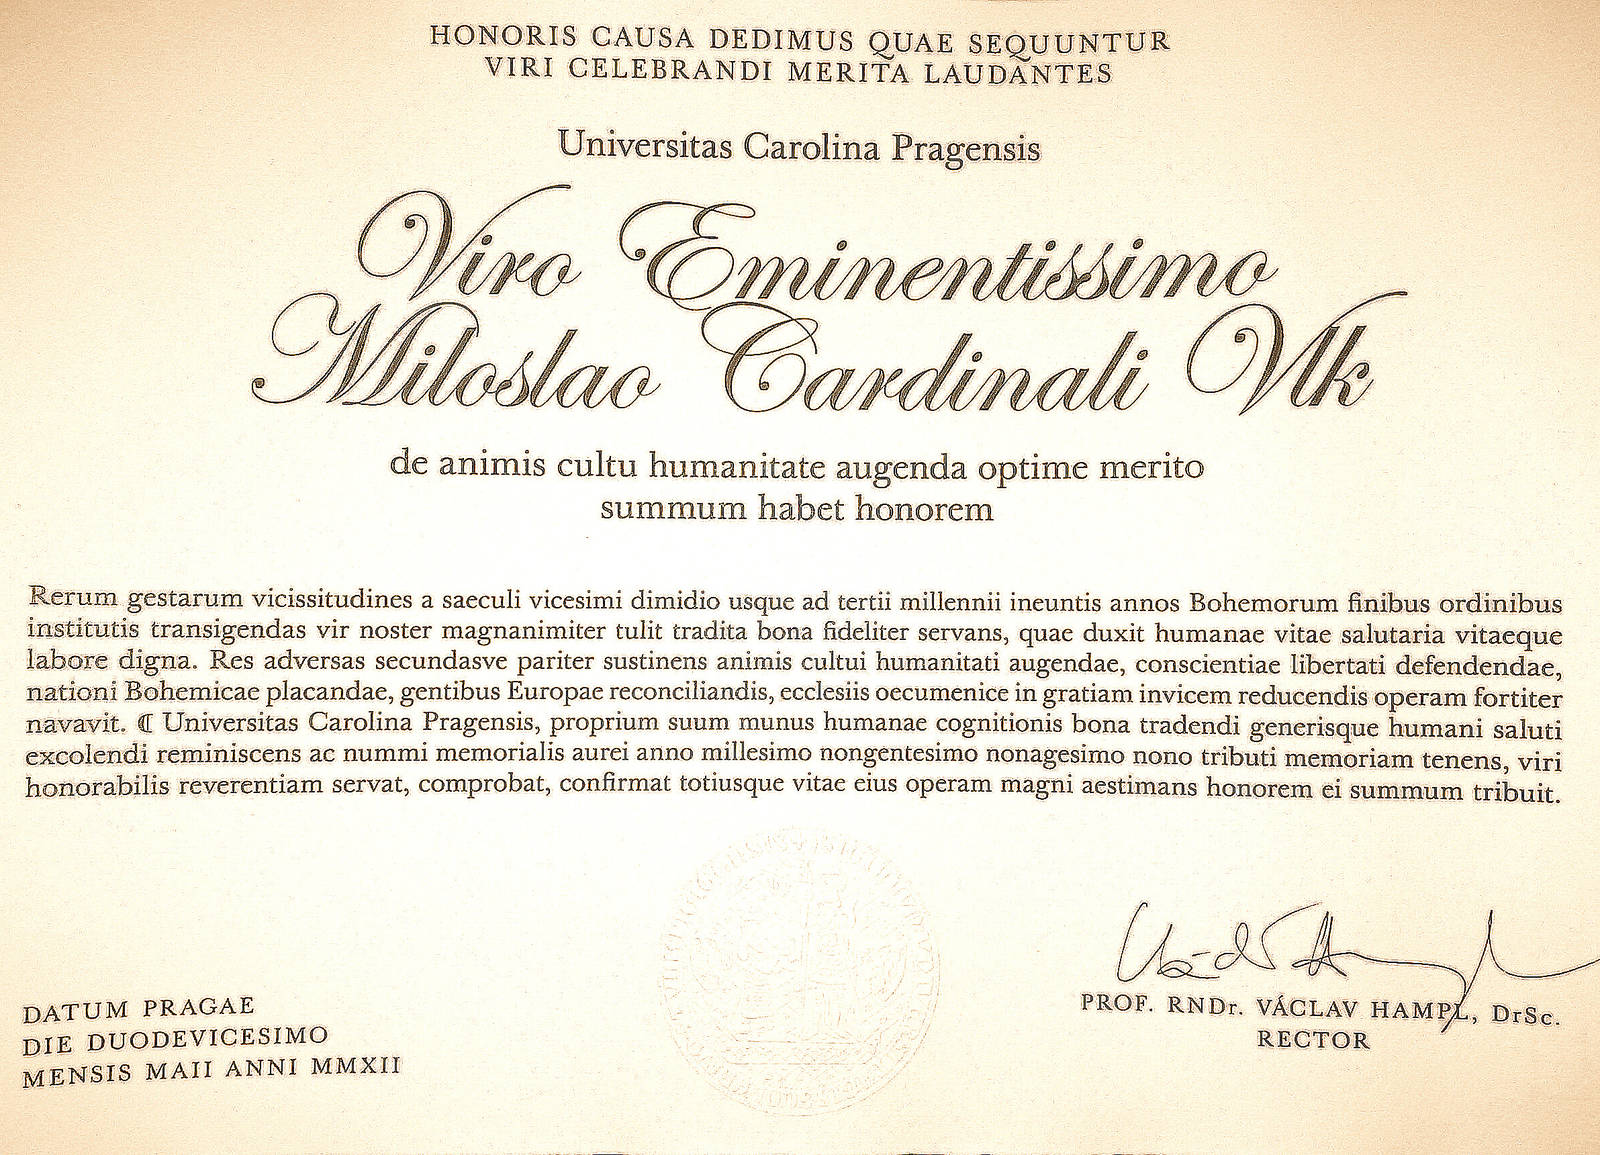 HONORIS CAUSA DEDIMUS QUAE SEQUUNTUR
VIRI CELEBRANDI MERITA LAUDANTES
Universitas Carolina Pragensis
Viro Eminentissimo
Miloslao Cardinali Vlk
de animis cultu humanitate augenda optime merito
summum habet honorem
Rerum gestarum vicissitudines a saeculi vicesimi dimidio usque ad tertii millennii ineuntis annos Bohemorum finibus ordinibus
institutis transigendas vir noster magnanimiter tulit tradita bona fideliter servans, quae duxit humanae vitae salutaria vitaeque
labore digna. Res adversas secundasve pariter sustinens animis cultui humanitati augendae, conscientiae libertati defendendae,
nationi Bohemicae placandae, gentibus Europae reconciliandis, ecclesiis oecumenice in gratiam invicem reducendis operam fortiter
navavit. ⁋ Universitas Carolina Pragensis, proprium suum munus humanae cognitionis bona tradendi generisque humani saluti
excolendi reminiscens ac nummi memorialis aurei anno millesimo nongentesimo nonagesimo nono tributi memoriam tenens, viri
honorabilis reverentiam servat, comprobat, confirmat totiusque vitae eius operam magni aestimans honorem ei summum tribuit.
DATUM PRAGAE
DIE DUODEVICESIMO
MENSIS MAII ANNI MMXII
PROF. RNDr. VÁCLAV HAMPL, DrSc.
RECTOR